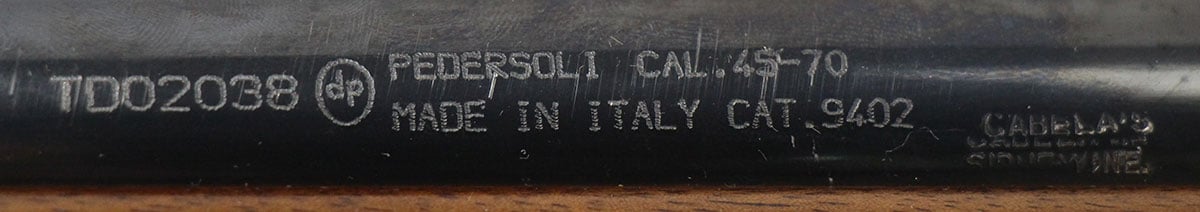 TD02038
dp
PEDERSOLI CAL.45-70
MADE IN ITALY CAT.9402
CABELA'S